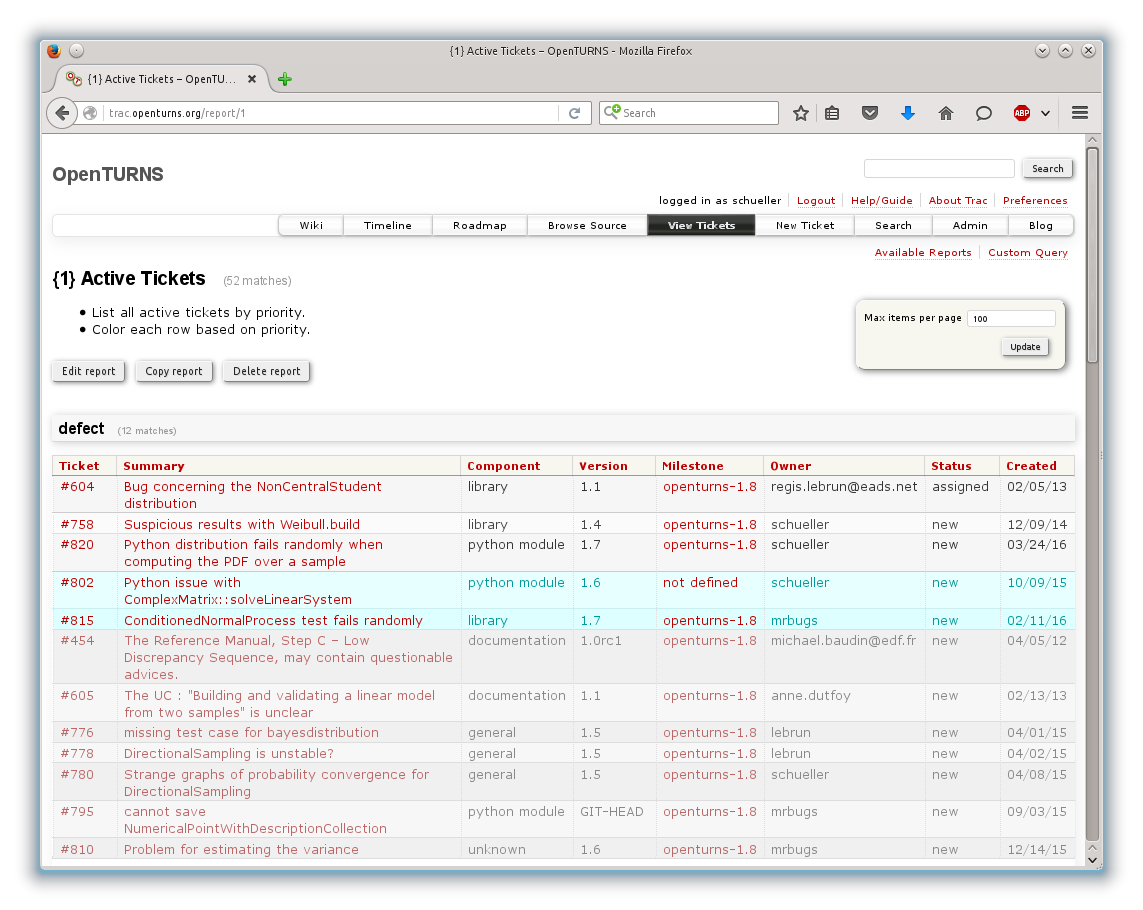 {1} Active Tickets – OpenTURNS - Mozilla Firefox
{1} Active Tickets – OpenTU...
trac.openturns.org/report/1
Search
ABP
OpenTURNS
Search
logged in as schueller Logout Help/Guide About Trac Preferences
Wiki Timeline Roadmap Browse Source View Tickets New Ticket Search Admin Blog
Available Reports Custom Query
{1} Active Tickets (52 matches)
• List all active tickets by priority.
• Color each row based on priority.
Max items per page 100
Update
Edit report Copy report Delete report
defect (12 matches)
Ticket Summary Component Version Milestone Owner Status Created
#604 Bug concerning the NonCentralStudent library 1.1 openturns-1.8 regis.lebrun@eads.net assigned 02/05/13
distribution
#758 Suspicious results with Weibull.build library 1.4 openturns-1.8 schueller new 12/09/14
#820 Python distribution fails randomly when python module 1.7 openturns-1.8 schueller new 03/24/16
computing the PDF over a sample
#802 Python issue with python module 1.6 not defined schueller new 10/09/15
ComplexMatrix::solveLinearSystem
#815 ConditionedNormalProcess test fails randomly library 1.7 openturns-1.8 mrbugs new 02/11/16
#454 The Reference Manual, Step C – Low documentation 1.0rc1 openturns-1.8 michael.baudin@edf.fr new 04/05/12
Discrepancy Sequence, may contain questionable
advices.
#605 The UC : "Building and validating a linear model documentation 1.1 openturns-1.8 anne.dutfoy new 02/13/13
from two samples" is unclear
#776 missing test case for bayesdistribution general 1.5 openturns-1.8 lebrun new 04/01/15
#778 DirectionalSampling is unstable? general 1.5 openturns-1.8 lebrun new 04/02/15
#780 Strange graphs of probability convergence for general 1.5 openturns-1.8 schueller new 04/08/15
DirectionalSampling
#795 cannot save python module GIT-HEAD openturns-1.8 mrbugs new 09/03/15
NumericalPointWithDescriptionCollection
#810 Problem for estimating the variance unknown 1.6 openturns-1.8 mrbugs new 12/14/15